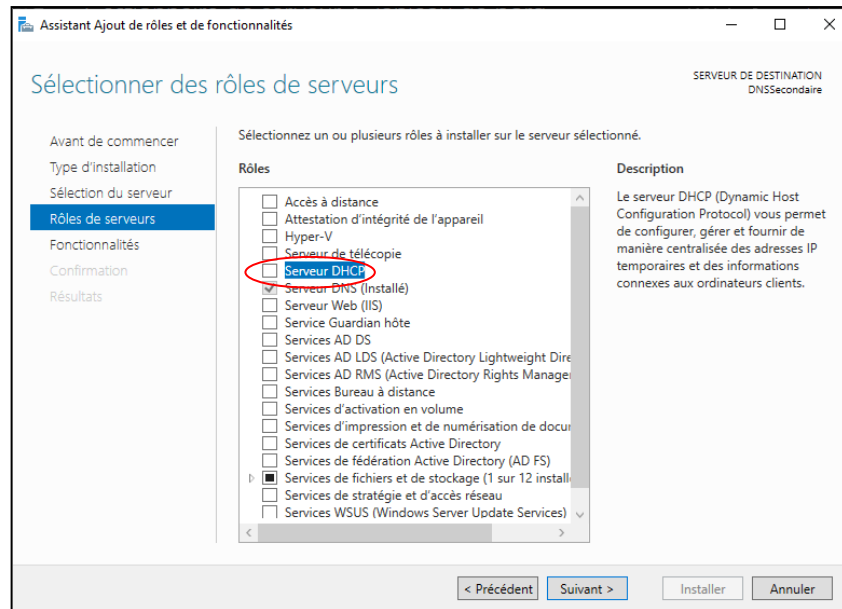 Assistant Ajout de rôles et de fonctionnalités
Sélectionner des rôles de serveurs
SERVEUR DE DESTINATION
DNSSecondaire
Avant de commencer
Type d'installation
Sélection du serveur
Rôles de serveurs
Fonctionnalités
Confirmation
Résultats
Sélectionnez un ou plusieurs rôles à installer sur le serveur sélectionné.
Rôles
Accès à distance
Attestation d'intégrité de l'appareil
Hyper-V
Serveur de télécopie
Serveur DHCP
Serveur DNS (Installé)
Serveur Web (IIS)
Service Guardian hôte
Services AD DS
Services AD LDS (Active Directory Lightweight Dire
Services AD RMS (Active Directory Rights Manage
Services Bureau à distance
Services d'activation en volume
Services d'impression et de numérisation de docu
Services de certificats Active Directory
Services de fédération Active Directory (AD FS)
Services de fichiers et de stockage (1 sur 12 install
Services de stratégie et d'accès réseau
Services WSUS (Windows Server Update Services)
Description
Le serveur DHCP (Dynamic Host
Configuration Protocol) vous permet
de configurer, gérer et fournir de
manière centralisée des adresses IP
temporaires et des informations
connexes aux ordinateurs clients.
< Précédent
Suivant >
Installer
Annuler